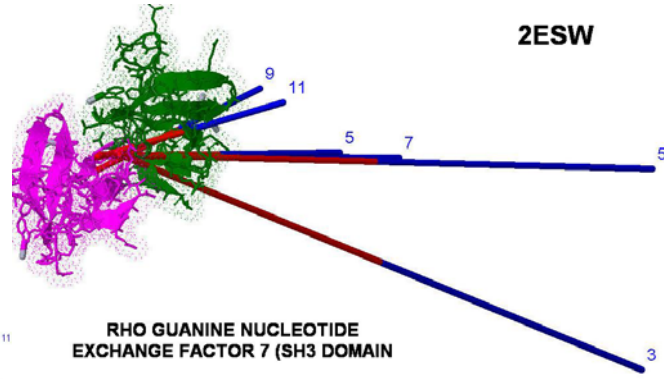 2ESW
9
11
5
7
5
3
11
RHO GUANINE NUCLEOTIDE
EXCHANGE FACTOR 7 (SH3 DOMAIN